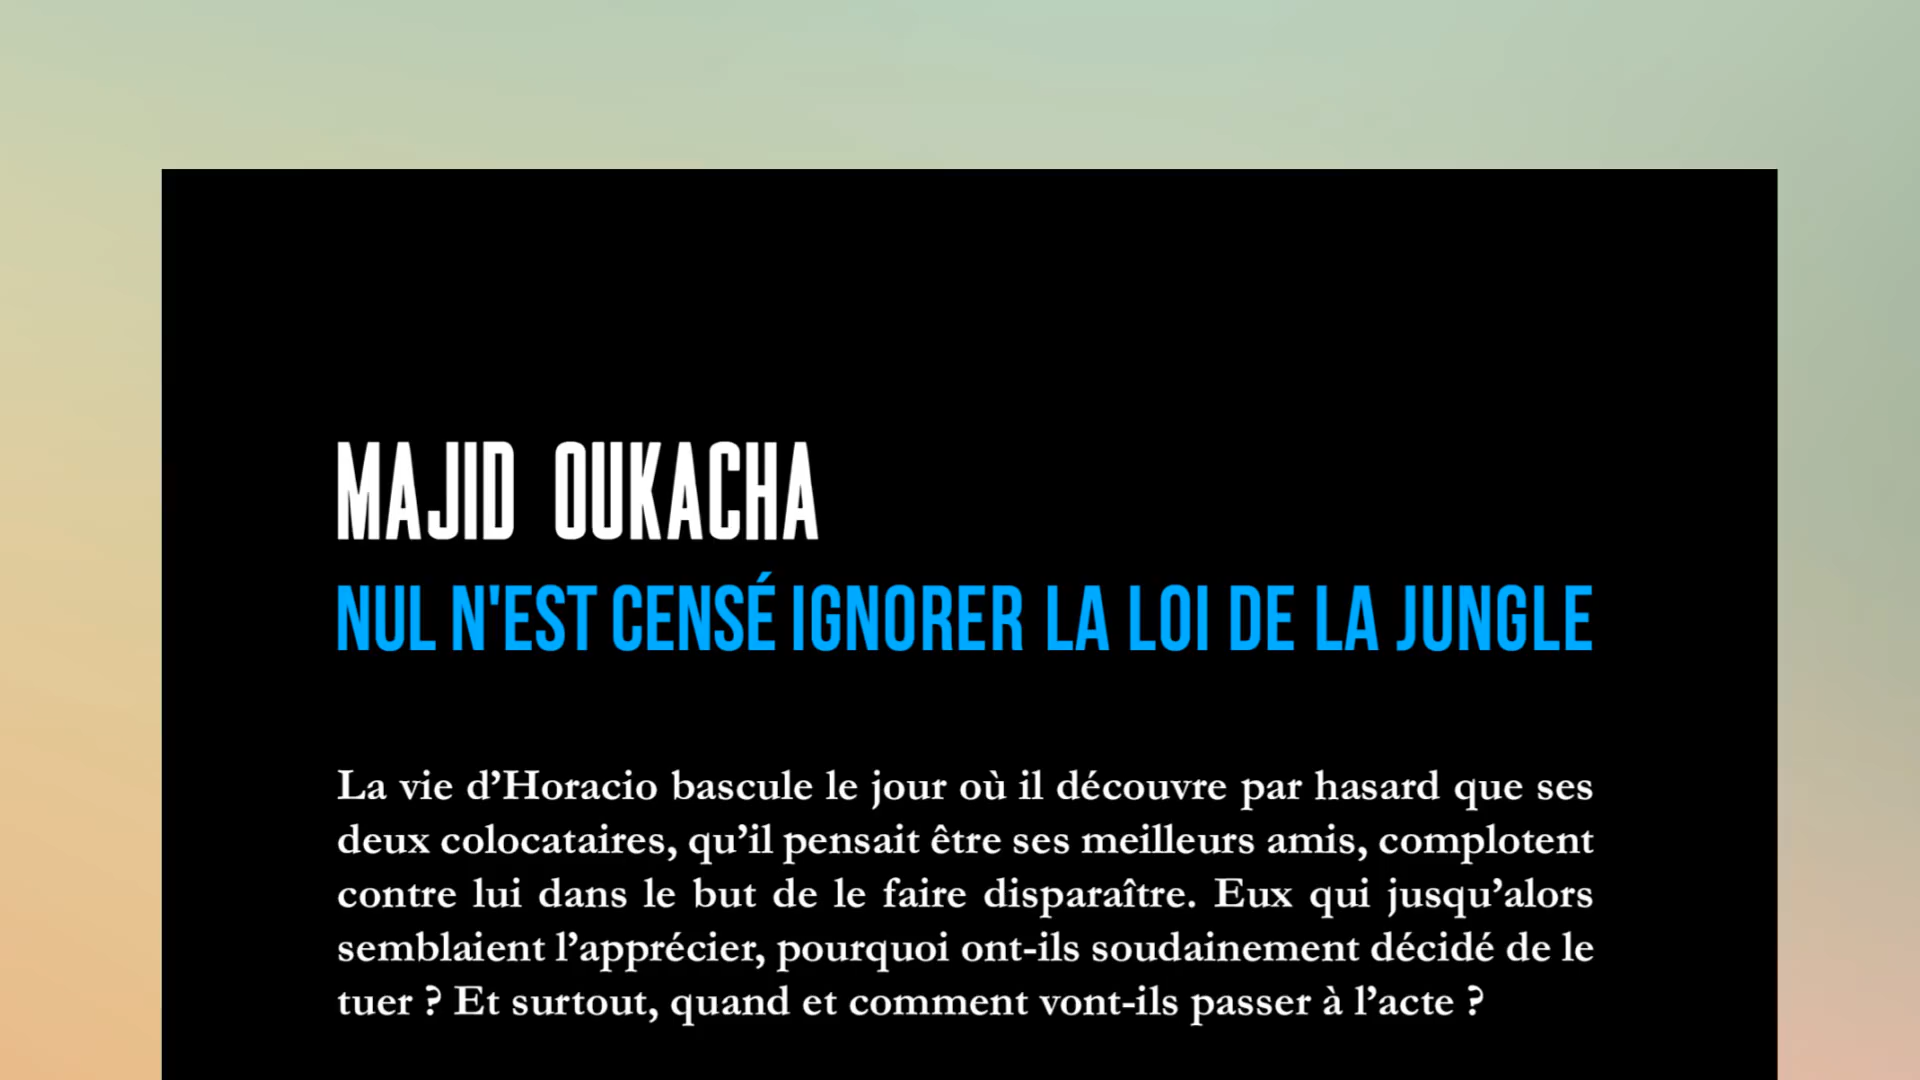 MAJID OUKACHA
NUL N'EST CENSÉ IGNORER LA LOI DE LA JUNGLE
La vie d’Horacio bascule le jour où il découvre par hasard que ses
deux colocataires, qu’il pensait être ses meilleurs amis, complotent
contre lui dans le but de le faire disparaître. Eux qui jusqu’alors
semblaient l’apprécier, pourquoi ont-ils soudainement décidé de le
tuer ? Et surtout, quand et comment vont-ils passer à l’acte ?